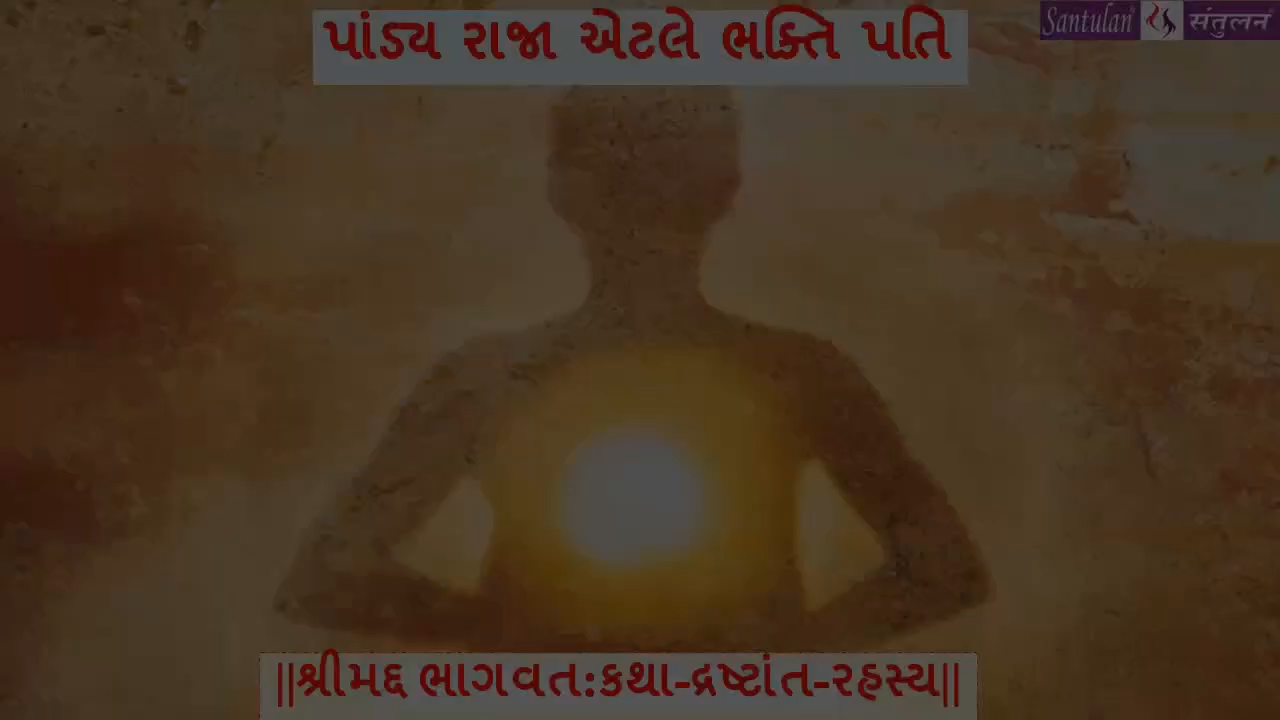 પાંડ્ય રાજા એટલે ભક્તિ પતિ
Santulan® संतुलन
||શ્રીમદ્દ ભાગવત:કથા-દ્રષ્ટાંત-રહસ્ય||